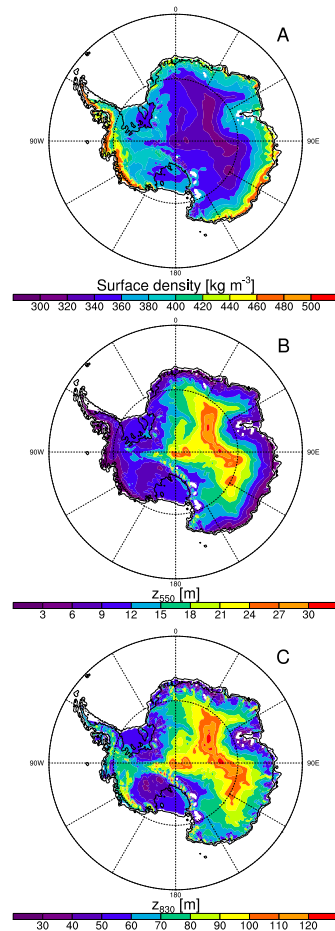 0
A
90W
90E
180
Surface density [kg m-3]
300 320 340 360 380 400 420 440 460 480 500
0
B
90W
90E
180
z550 [m]
3 6 9 12 15 18 21 24 27 30
0
C
90W
90E
180
z830 [m]
30 40 50 60 70 80 90 100 110 120